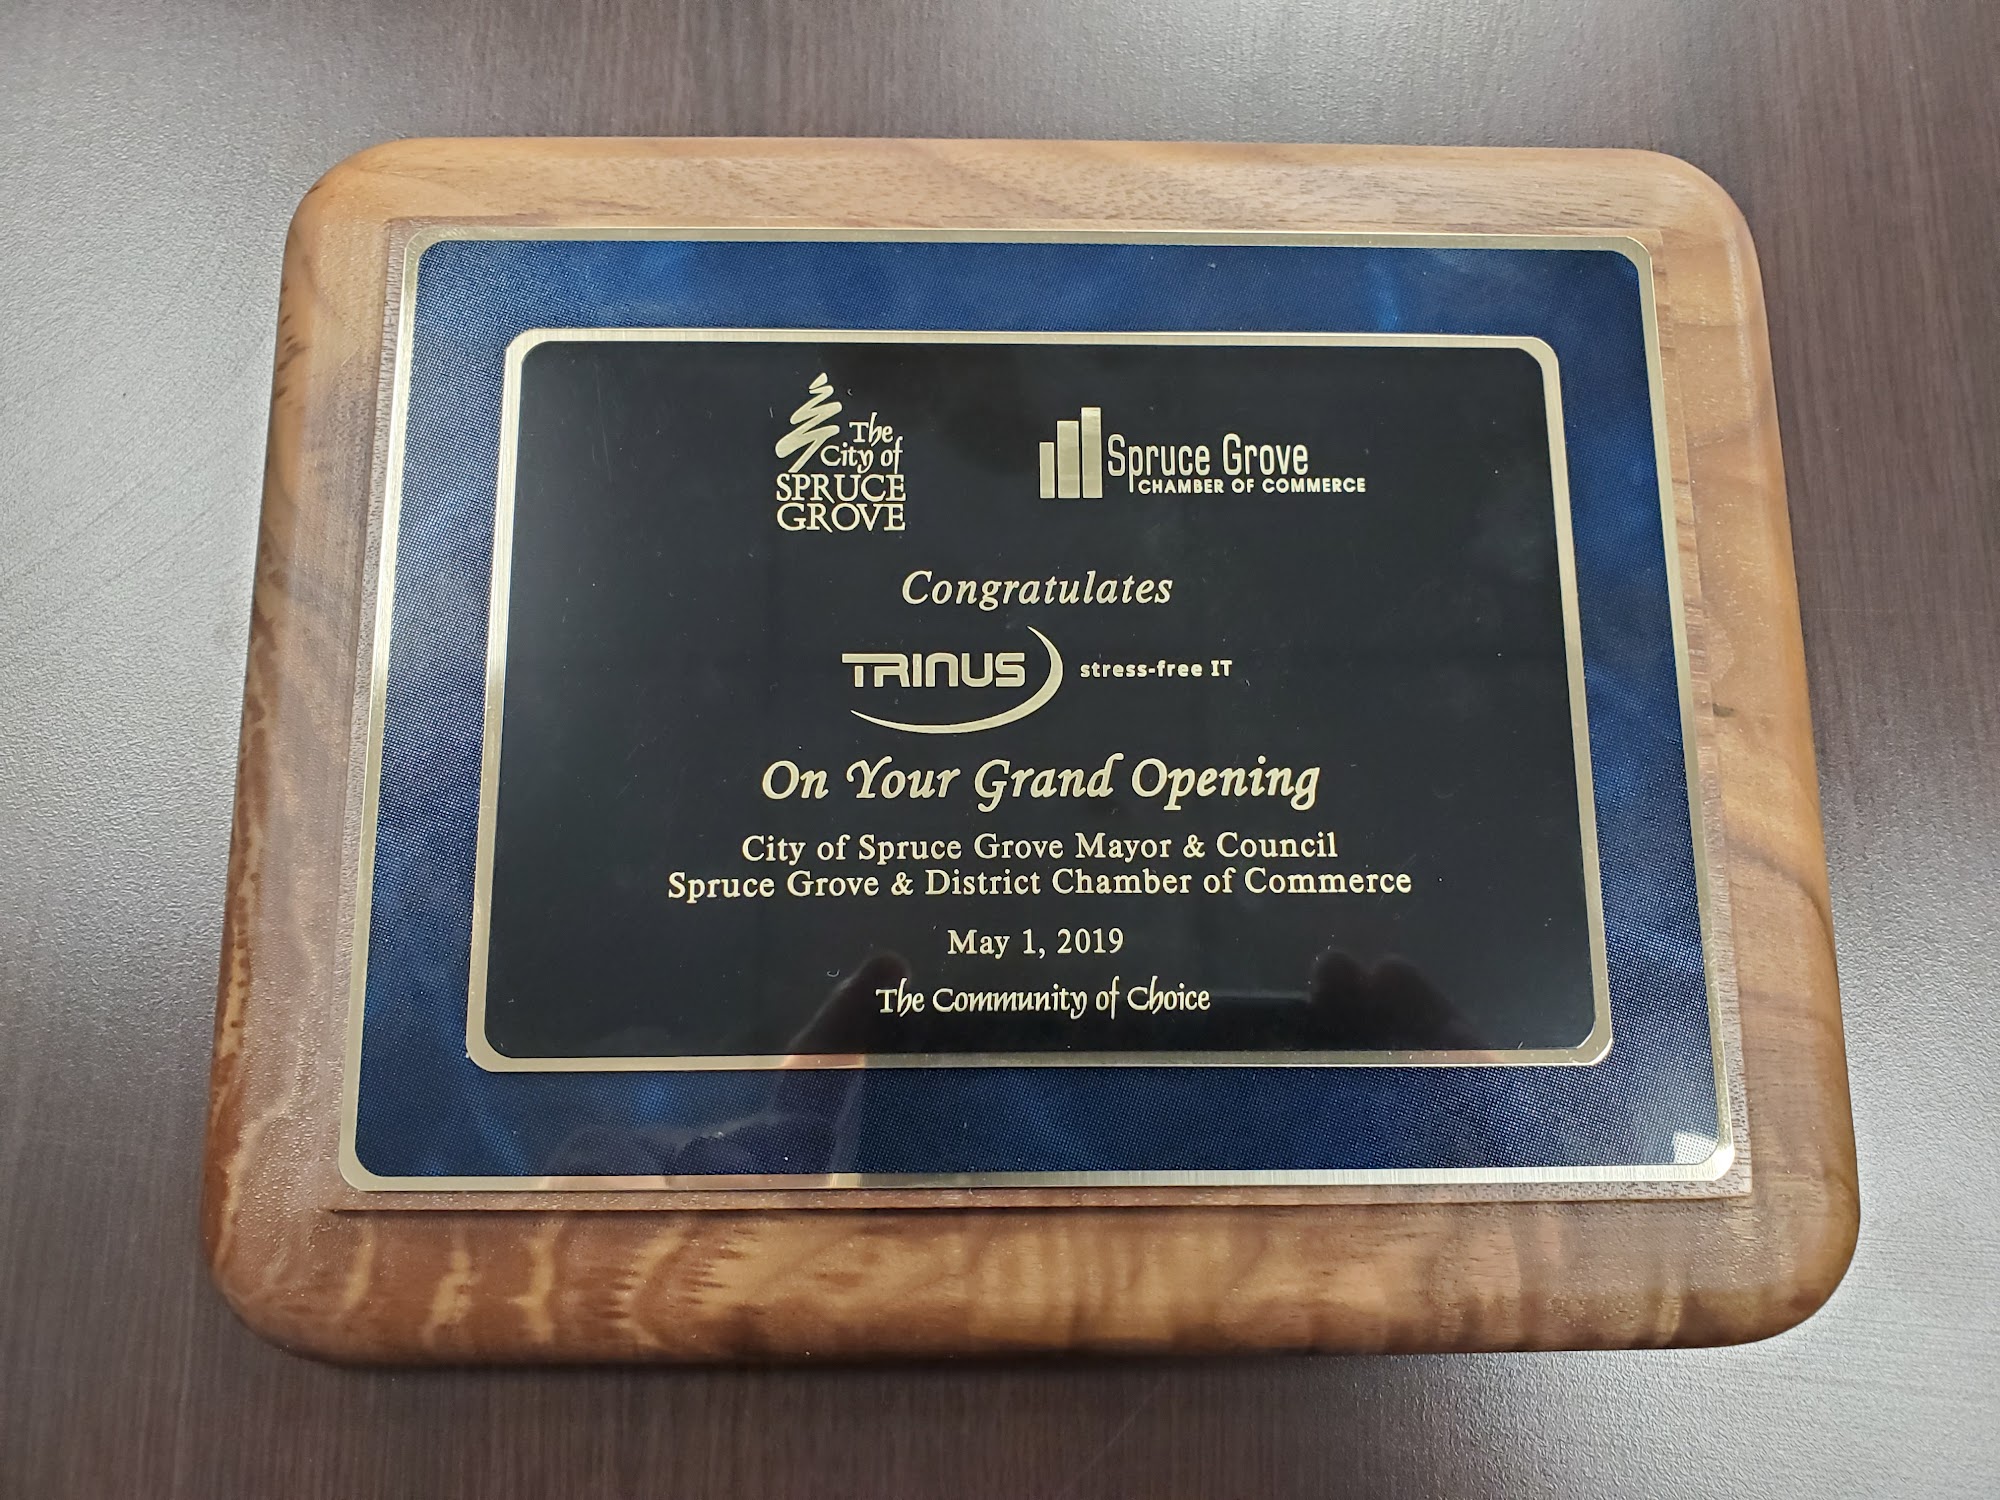 The
City of
SPRUCE
GROVE
Spruce Grove
CHAMBER OF COMMERCE
Congratulates
TRINUS stress-free IT
On Your Grand Opening
City of Spruce Grove Mayor & Council
Spruce Grove & District Chamber of Commerce
May 1, 2019
The Community of Choice